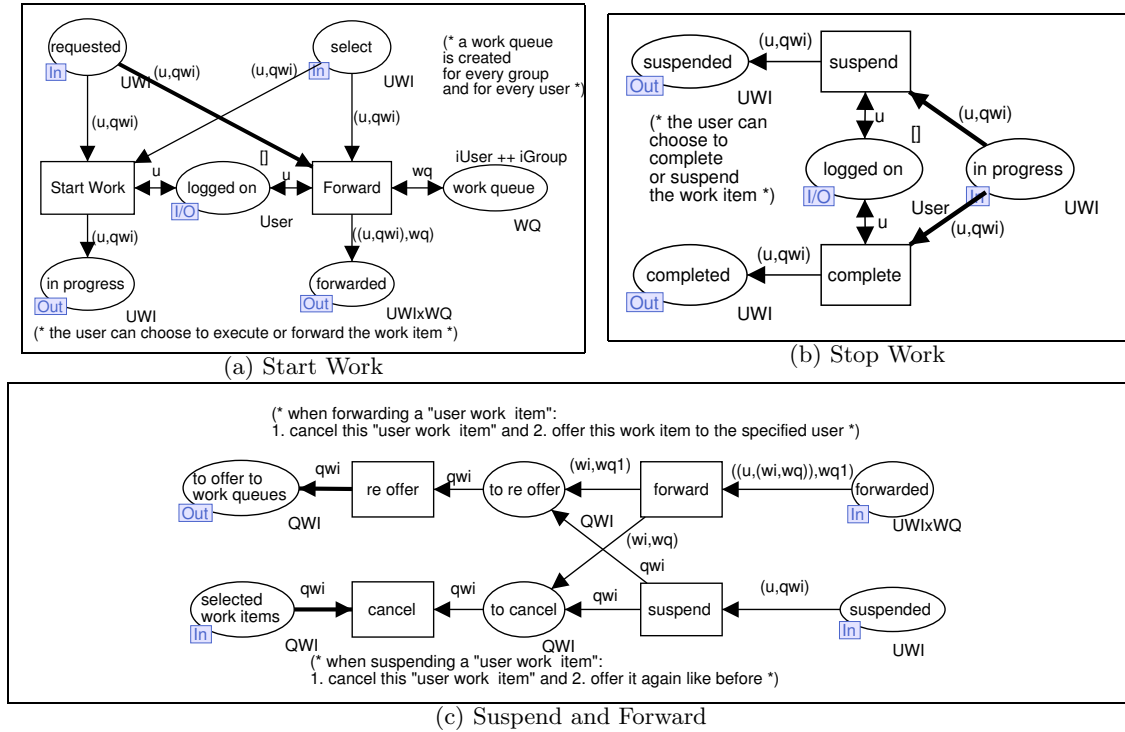 requested
In
UWI
(u,qwi)
select
In
(u,qwi)
UWI
(* a work queue
is created
for every group
and for every user *)
(u,qwi)
(u,qwi)
Start Work
u
logged on
I/O
[]
u
User
Forward
iUser ++ iGroup
wq
work queue
WQ
(u,qwi)
((u,qwi),wq)
in progress
Out
UWI
forwarded
Out
UWIxWQ
(* the user can choose to execute or forward the work item *)
(a) Start Work
suspended
Out
UWI
(u,qwi)
suspend
(u,qwi)
(* the user can
choose to
complete
or suspend
the work item *)
u
[]
logged on
I/O
User
in progress
In
UWI
u
(u,qwi)
completed
Out
UWI
(u,qwi)
complete
(b) Stop Work
(* when forwarding a "user work item":
1. cancel this "user work item" and 2. offer this work item to the specified user *)
to offer to
work queues
Out
QWI
qwi
re offer
qwi
to re offer
QWI
(wi,wq1)
forward
((u,(wi,wq)),wq1)
forwarded
In
UWIxWQ
(wi,wq)
qwi
selected
work items
In
QWI
qwi
cancel
qwi
to cancel
QWI
qwi
suspend
(u,qwi)
suspended
In
UWI
(* when suspending a "user work item":
1. cancel this "user work item" and 2. offer it again like before *)
(c) Suspend and Forward